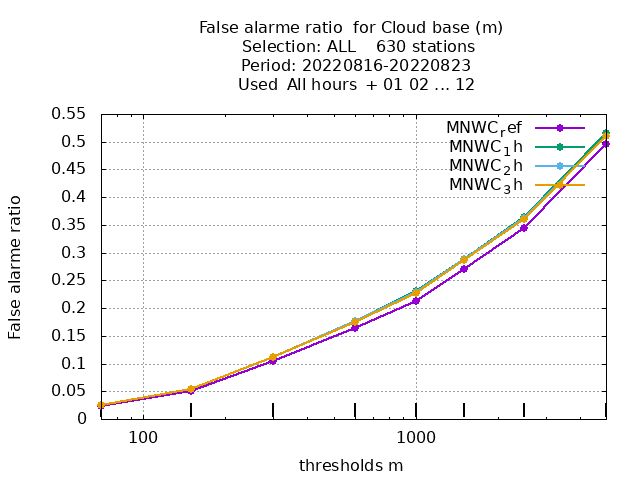 False alarme ratio  for Cloud base (m)
Selection: ALL    630 stations
Period: 20220816-20220823
Used  All hours  + 01 02 ... 12
0.55
0.5
0.45
0.4
0.35
0.3
0.25
0.2
0.15
0.1
0.05
0
False alarme ratio
MNWC_ref
MNWC_1h
MNWC_2h
MNWC_3h
100
1000
thresholds m